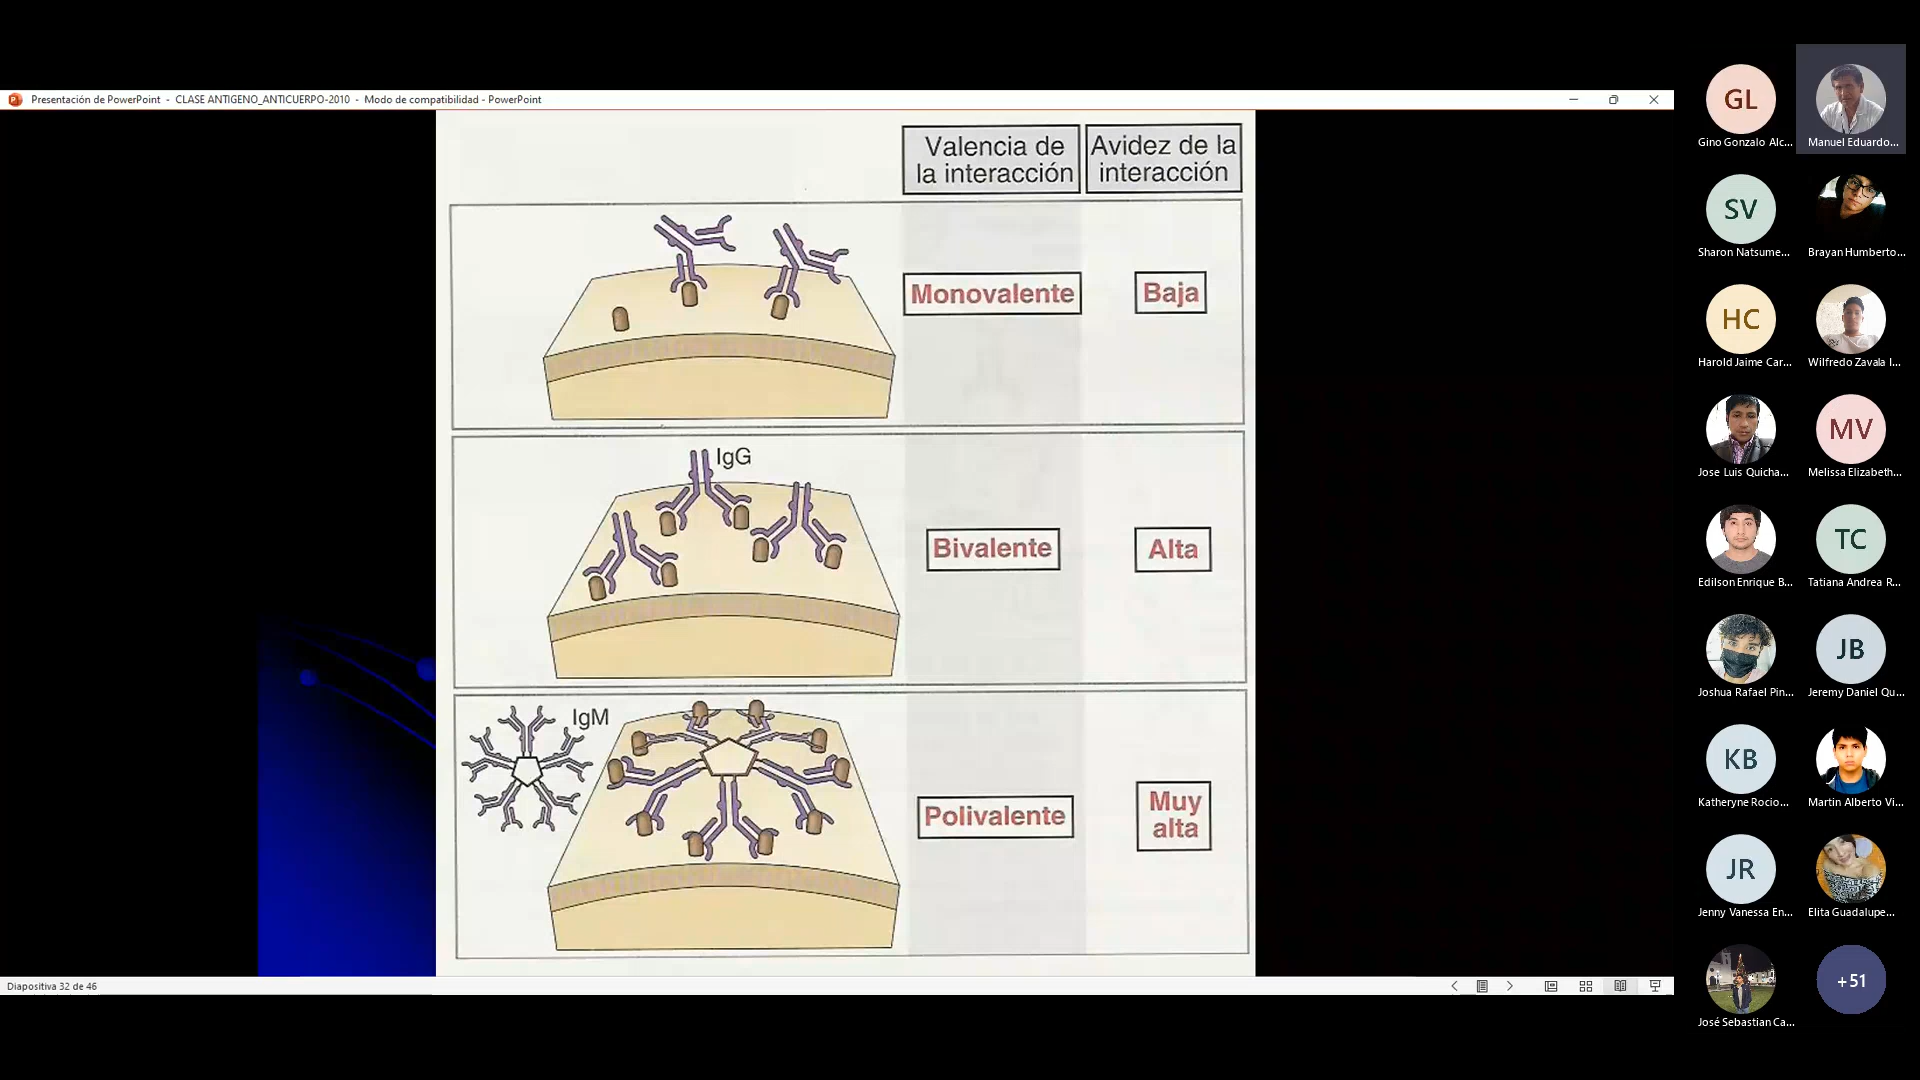 Presentación de PowerPoint - CLASE ANTIGENO_ANTICUERPO-2010 - Modo de compatibilidad - PowerPoint
Valencia de
la interacción
Avidez de la
interacción
Monovalente
Baja
IgG
Bivalente
Alta
IgM
Polivalente
Muy
alta
Diapositiva 32 de 46
GL
Gino Gonzalo Alc...
Manuel Eduardo...
SV
Sharon Natsume...
Brayan Humberto...
HC
Harold Jaime Car...
Wilfredo Zavala I...
Jose Luis Quicha...
MV
Melissa Elizabeth...
Edilson Enrique B...
TC
Tatiana Andrea R...
Joshua Rafael Pin...
JB
Jeremy Daniel Qu...
KB
Katheryne Rocio...
Martin Alberto Vi...
JR
Jenny Vanessa En...
Elita Guadalupe...
José Sebastían Ca...
+51